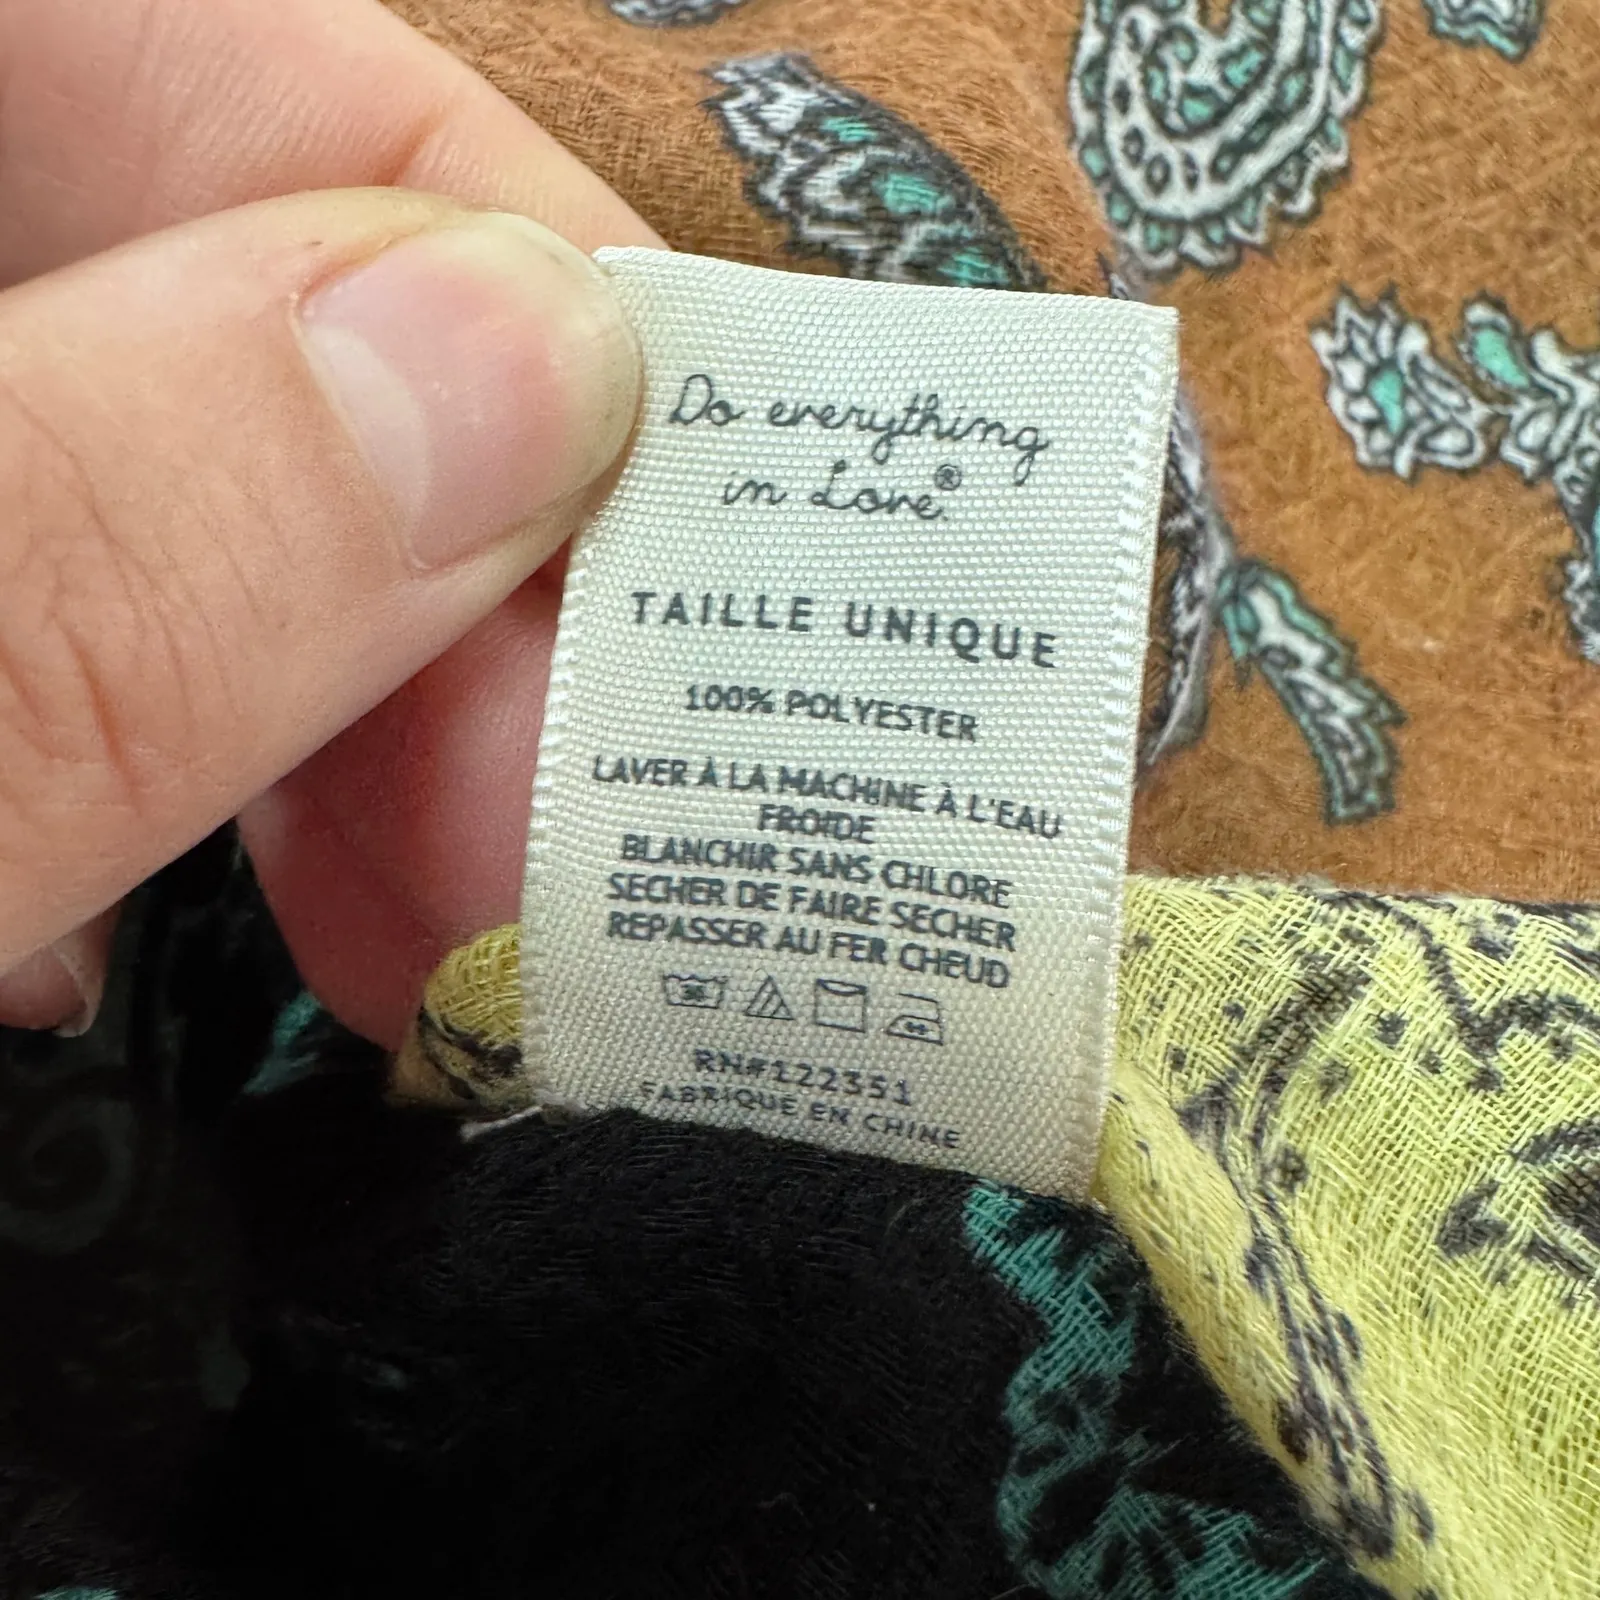 Do everything
in Love.®
TAILLE UNIQUE
100% POLYESTER
LAVER À LA MACHINE À L'EAU
FROIDE
BLANCHIR SANS CHLORE
SECHER DE FAIRE SECHER
REPASSER AU FER CHEUD
RN#122351
FABRIQUE EN CHINE